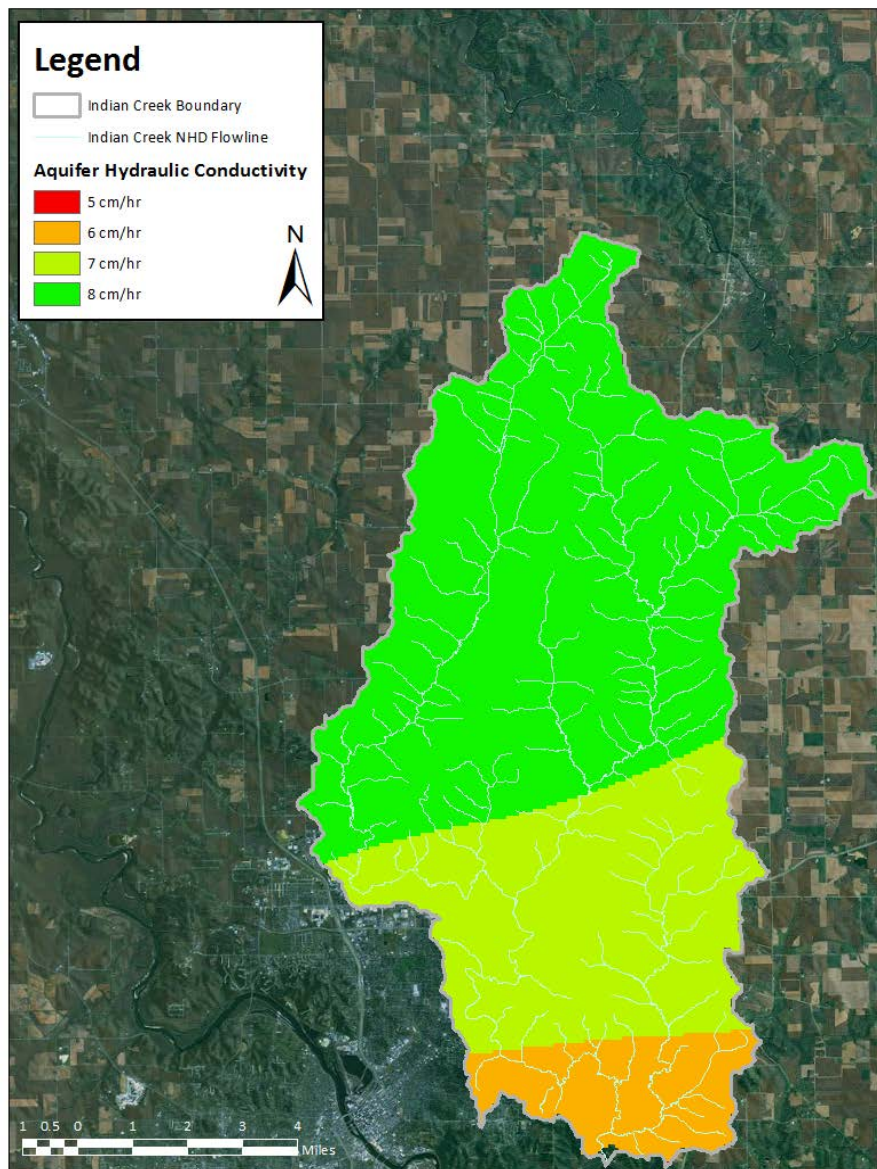 Legend
Indian Creek Boundary
Indian Creek NHD Flowline
Aquifer Hydraulic Conductivity
5 cm/hr
6 cm/hr
7 cm/hr
8 cm/hr
N
1 0.5 0 1 2 3 4
Miles